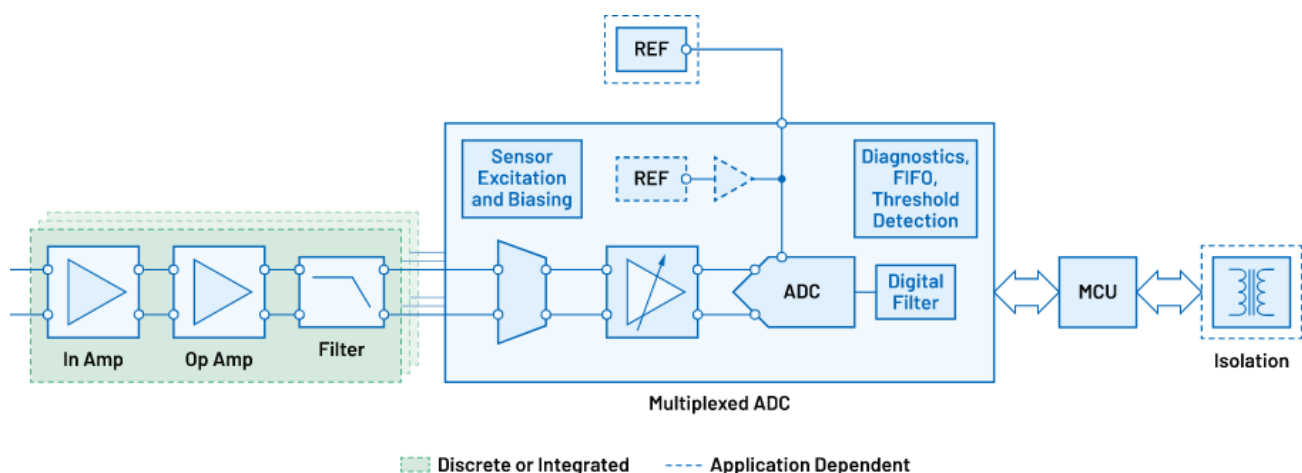 REF
Sensor
Excitation
and Biasing
REF
Diagnostics,
FIFO,
Threshold
Detection
In Amp
Op Amp
Filter
ADC
Digital
Filter
MCU
Isolation
Multiplexed ADC
Discrete or Integrated
Application Dependent